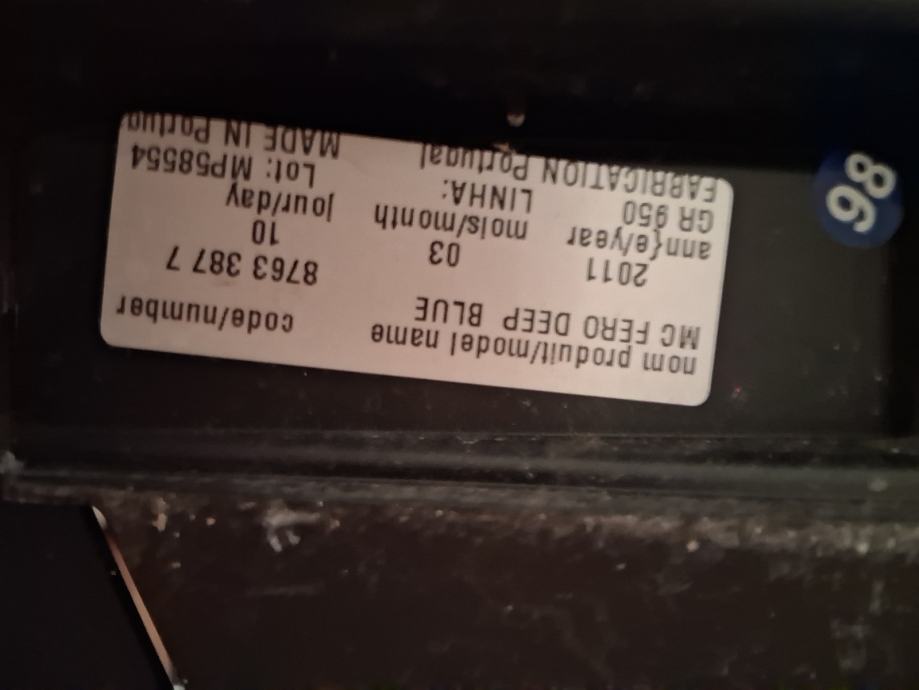 nom produit/model name code/number
MC FERO DEEP BLUE 8763 387 7
2011 03 10
ann{e/year mois/month jour/day
GR 950 LINHA: Lot: MP58554
FABRICATION Portugal MADE IN Portug
98